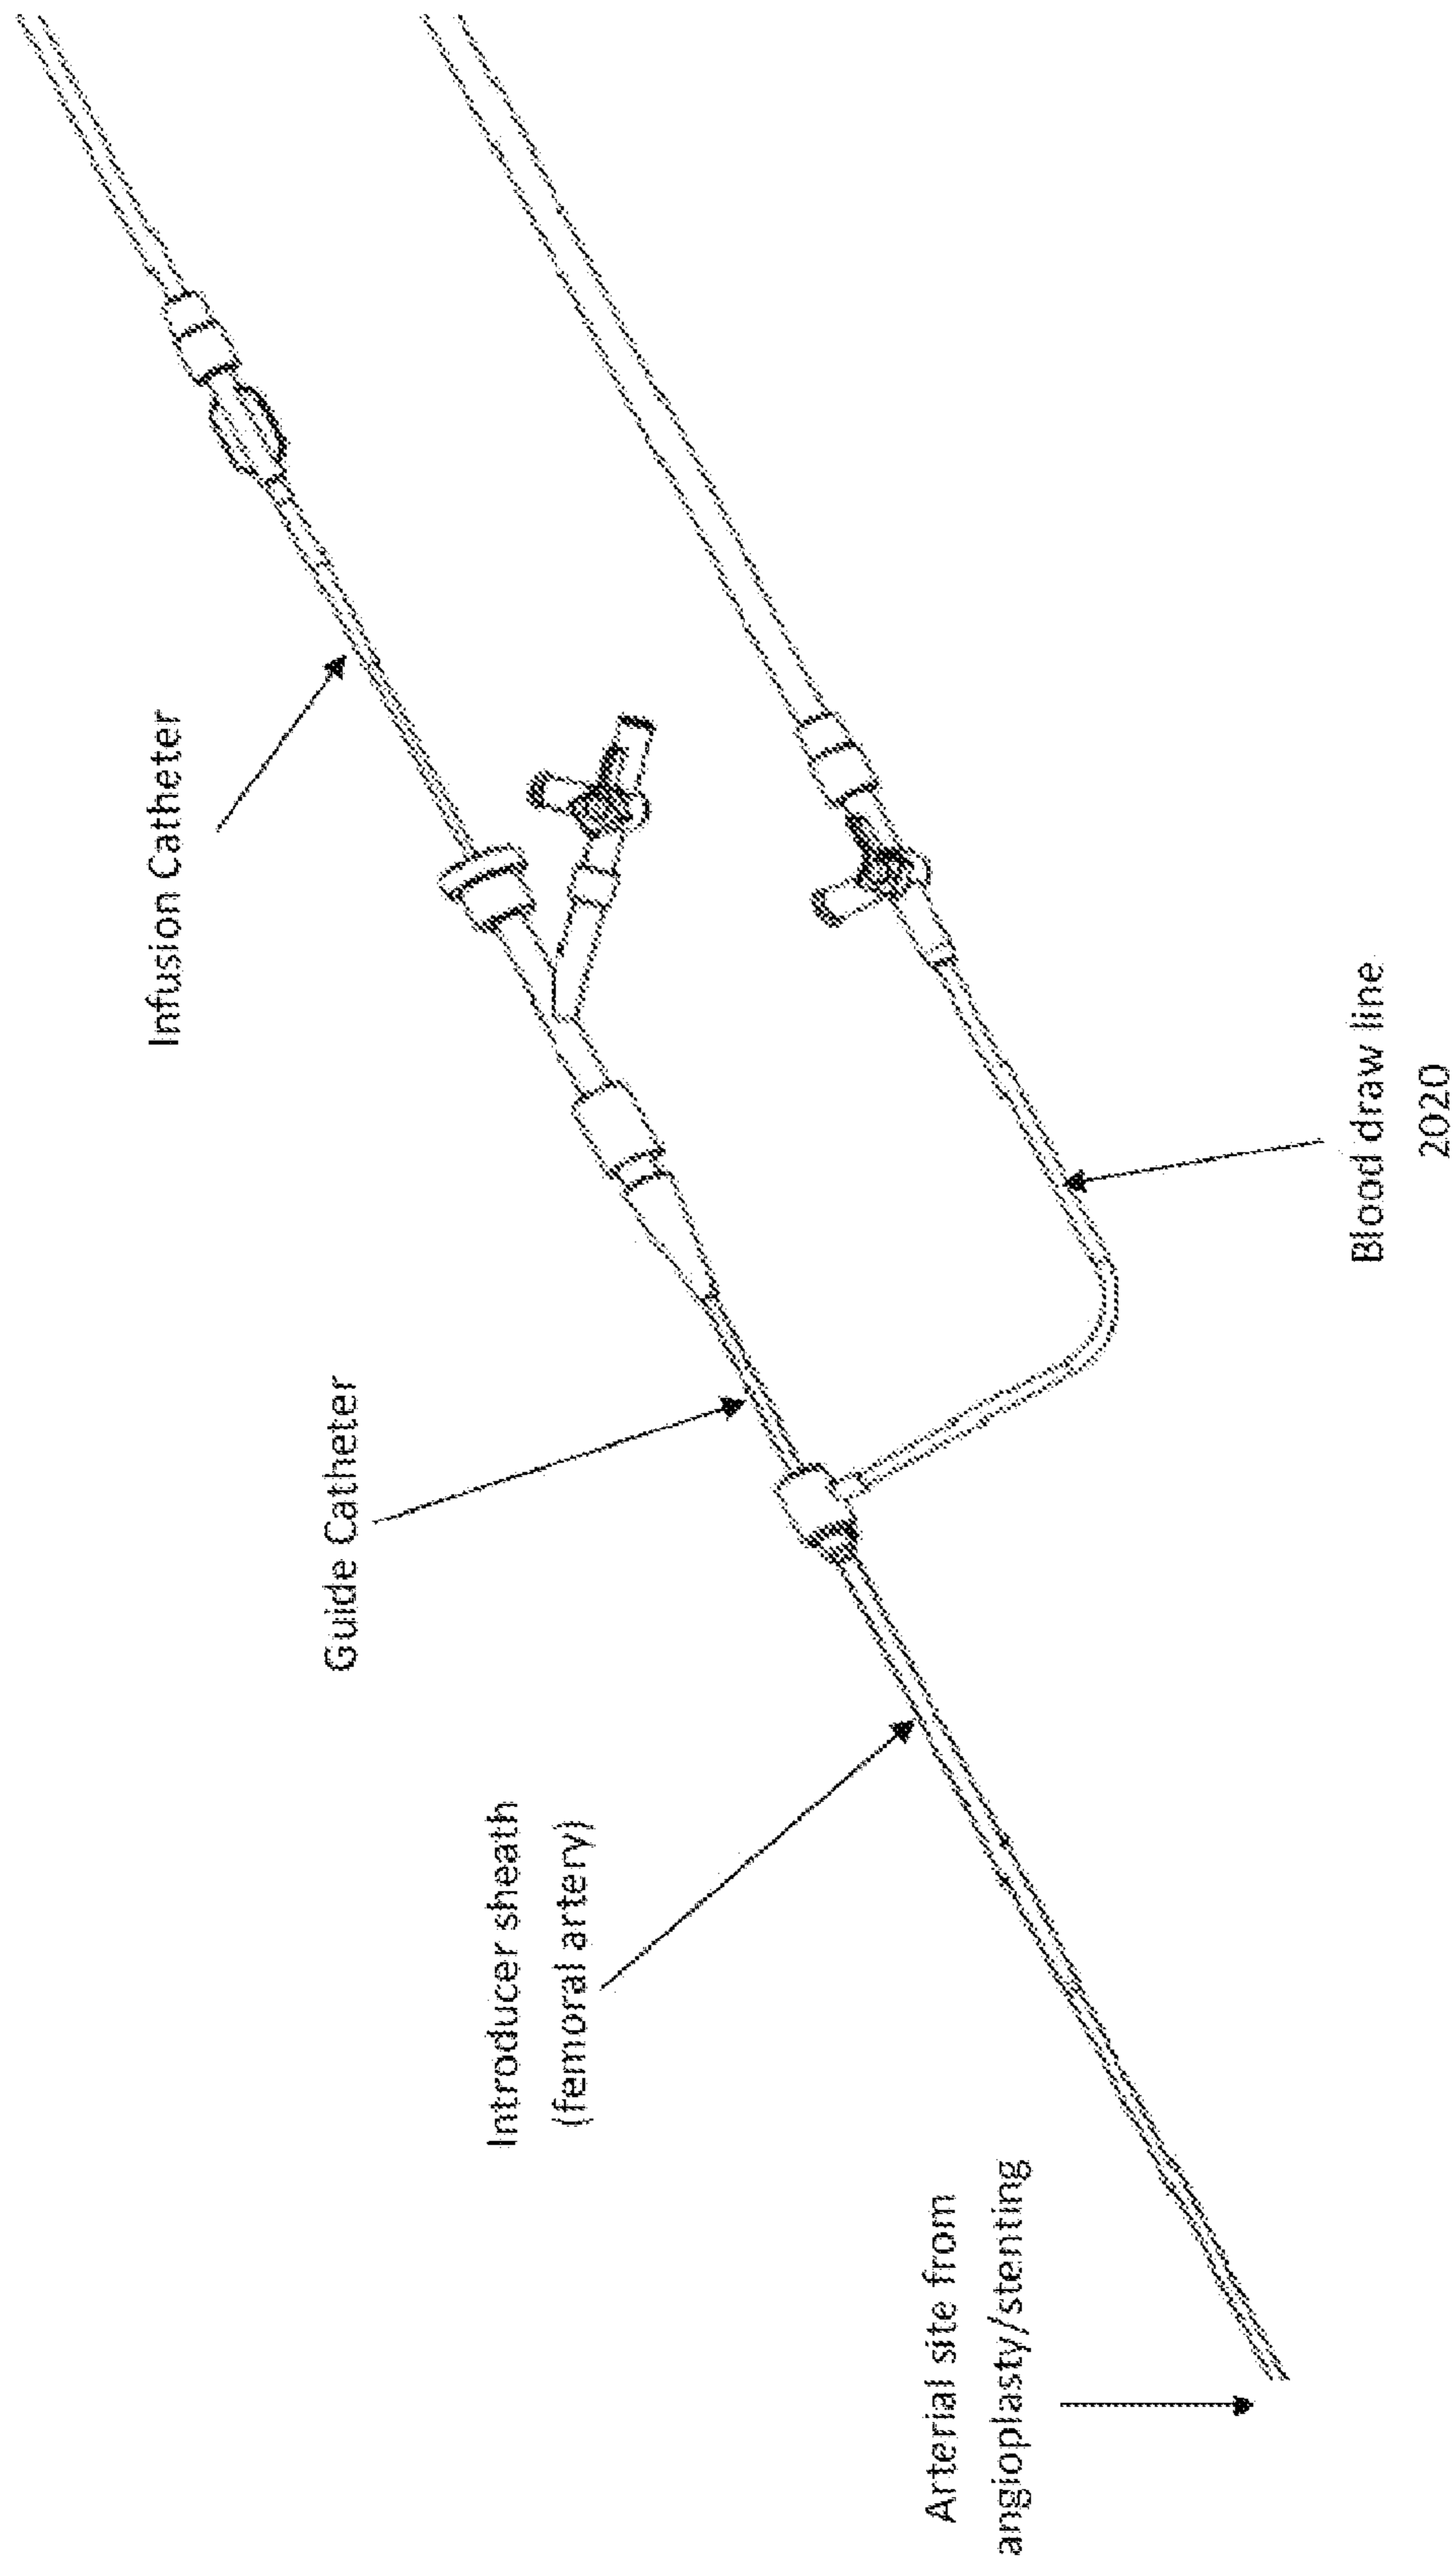 Infusion Catheter
Guide Catheter
Introducer sheath
(femoral artery)
Arterial site from
angioplasty/stenting
Blood draw line
2020